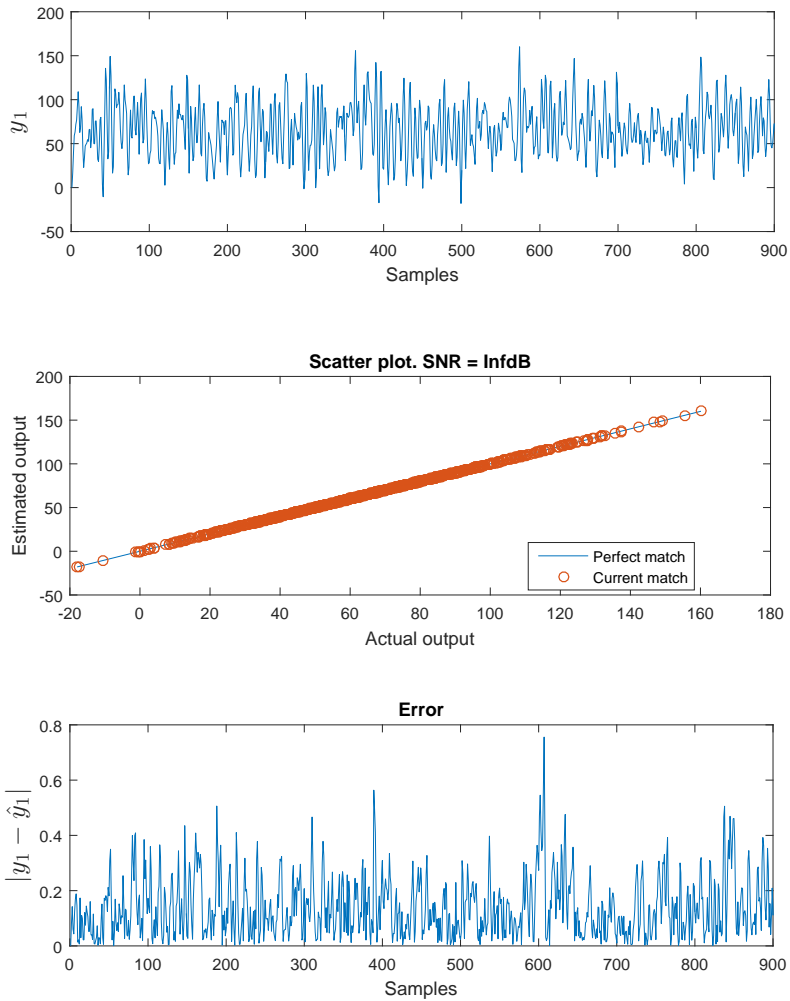 200
150
100
50
0
-50
y₁
0 100 200 300 400 500 600 700 800 900
Samples
Scatter plot. SNR = InfdB
200
150
100
50
0
-50
Estimated output
Perfect match
Current match
-20 0 20 40 60 80 100 120 140 160 180
Actual output
Error
0.8
0.6
0.4
0.2
0
|y₁ − ŷ₁|
0 100 200 300 400 500 600 700 800 900
Samples